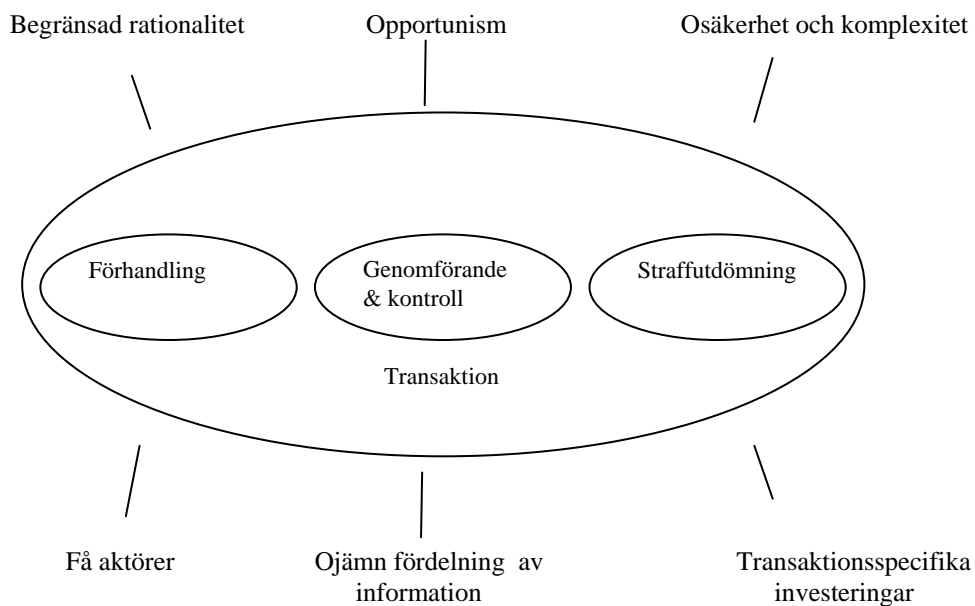 Begränsad rationalitet
Opportunism
Osäkerhet och komplexitet
Förhandling
Genomförande
& kontroll
Straffutdömning
Transaktion
Få aktörer
Ojämn fördelning av
information
Transaktionsspecifika
investeringar